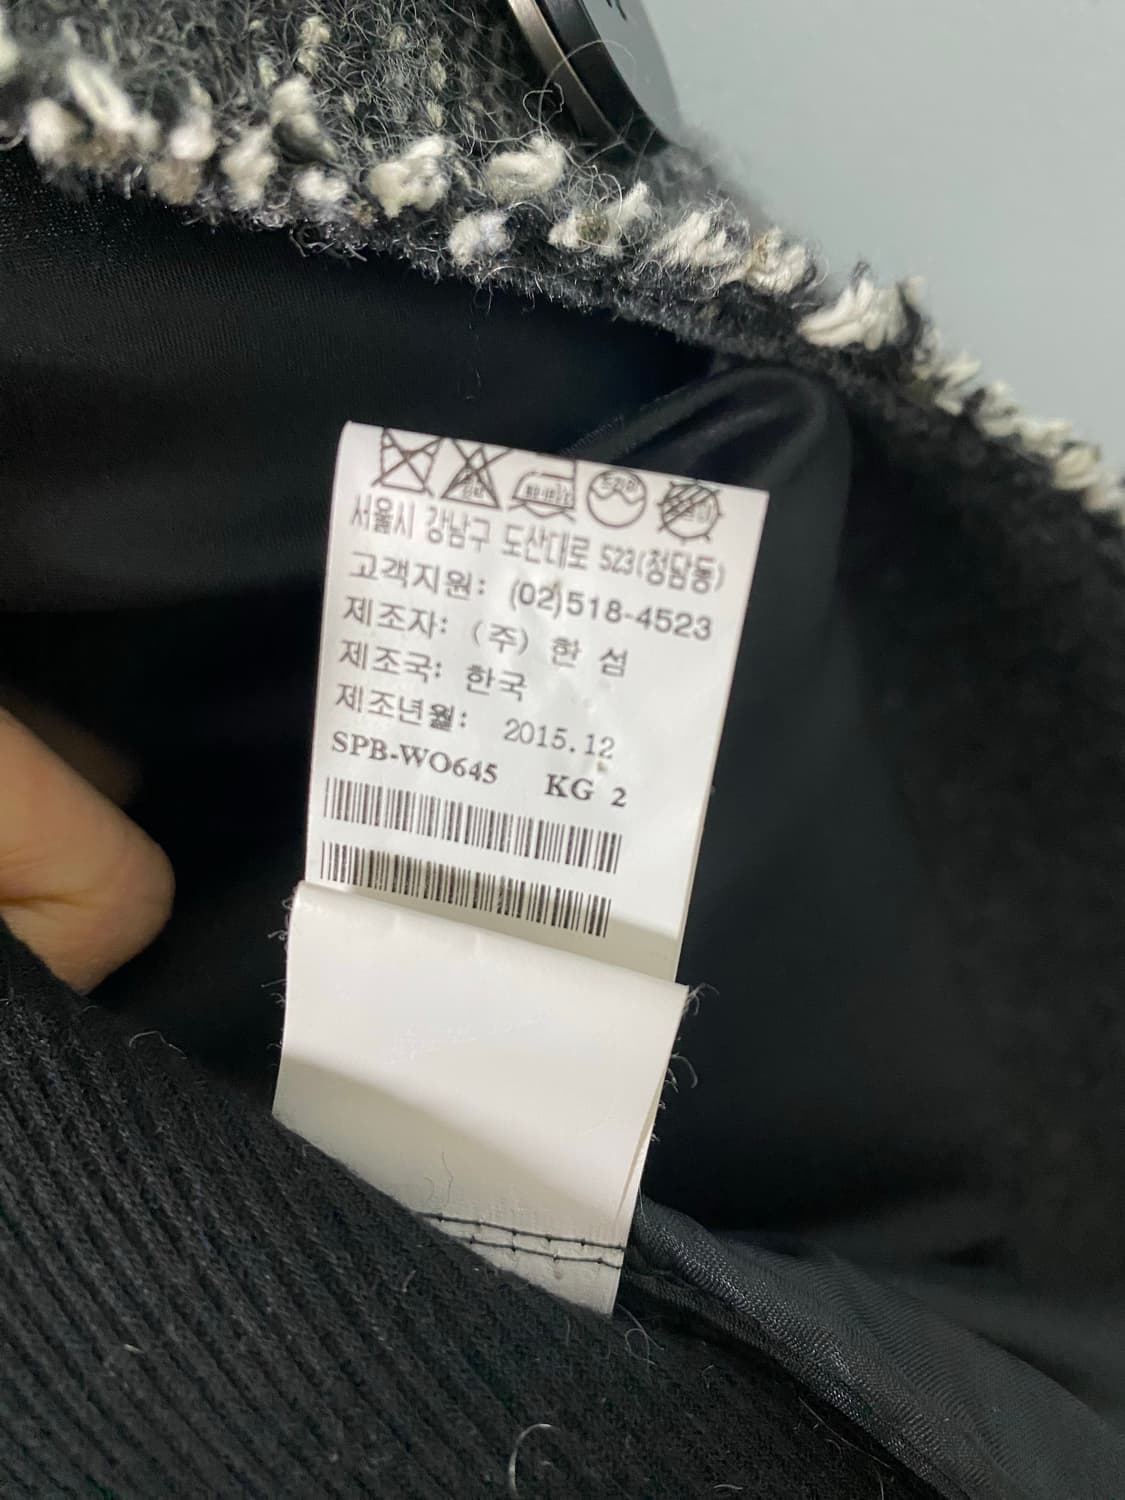 서울시 강남구 도산대로 523(청담동)
고객지원: (02)518-4523
제조자: (주) 한 섬
제조국: 한국
제조년월: 2015.12
SPB-WO645 KG 2